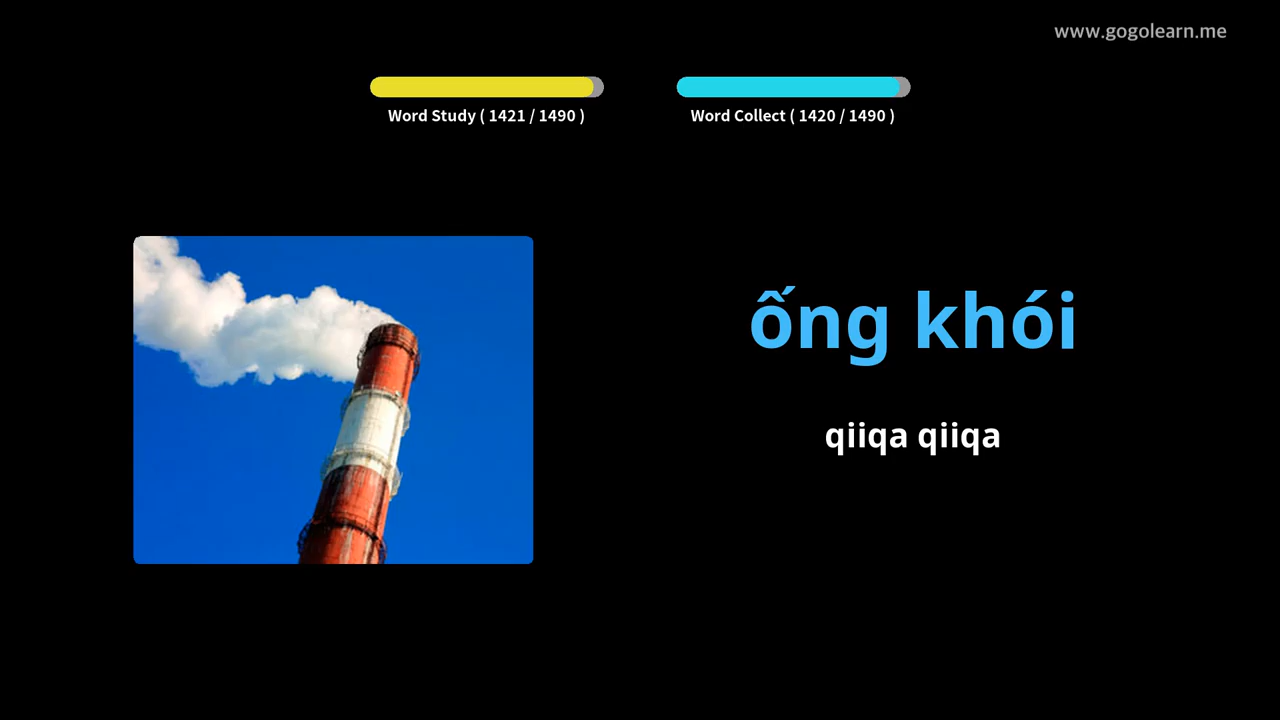 www.gogolearn.me
Word Study ( 1421 / 1490 )
Word Collect ( 1420 / 1490 )
ống khói
qiiqa qiiqa